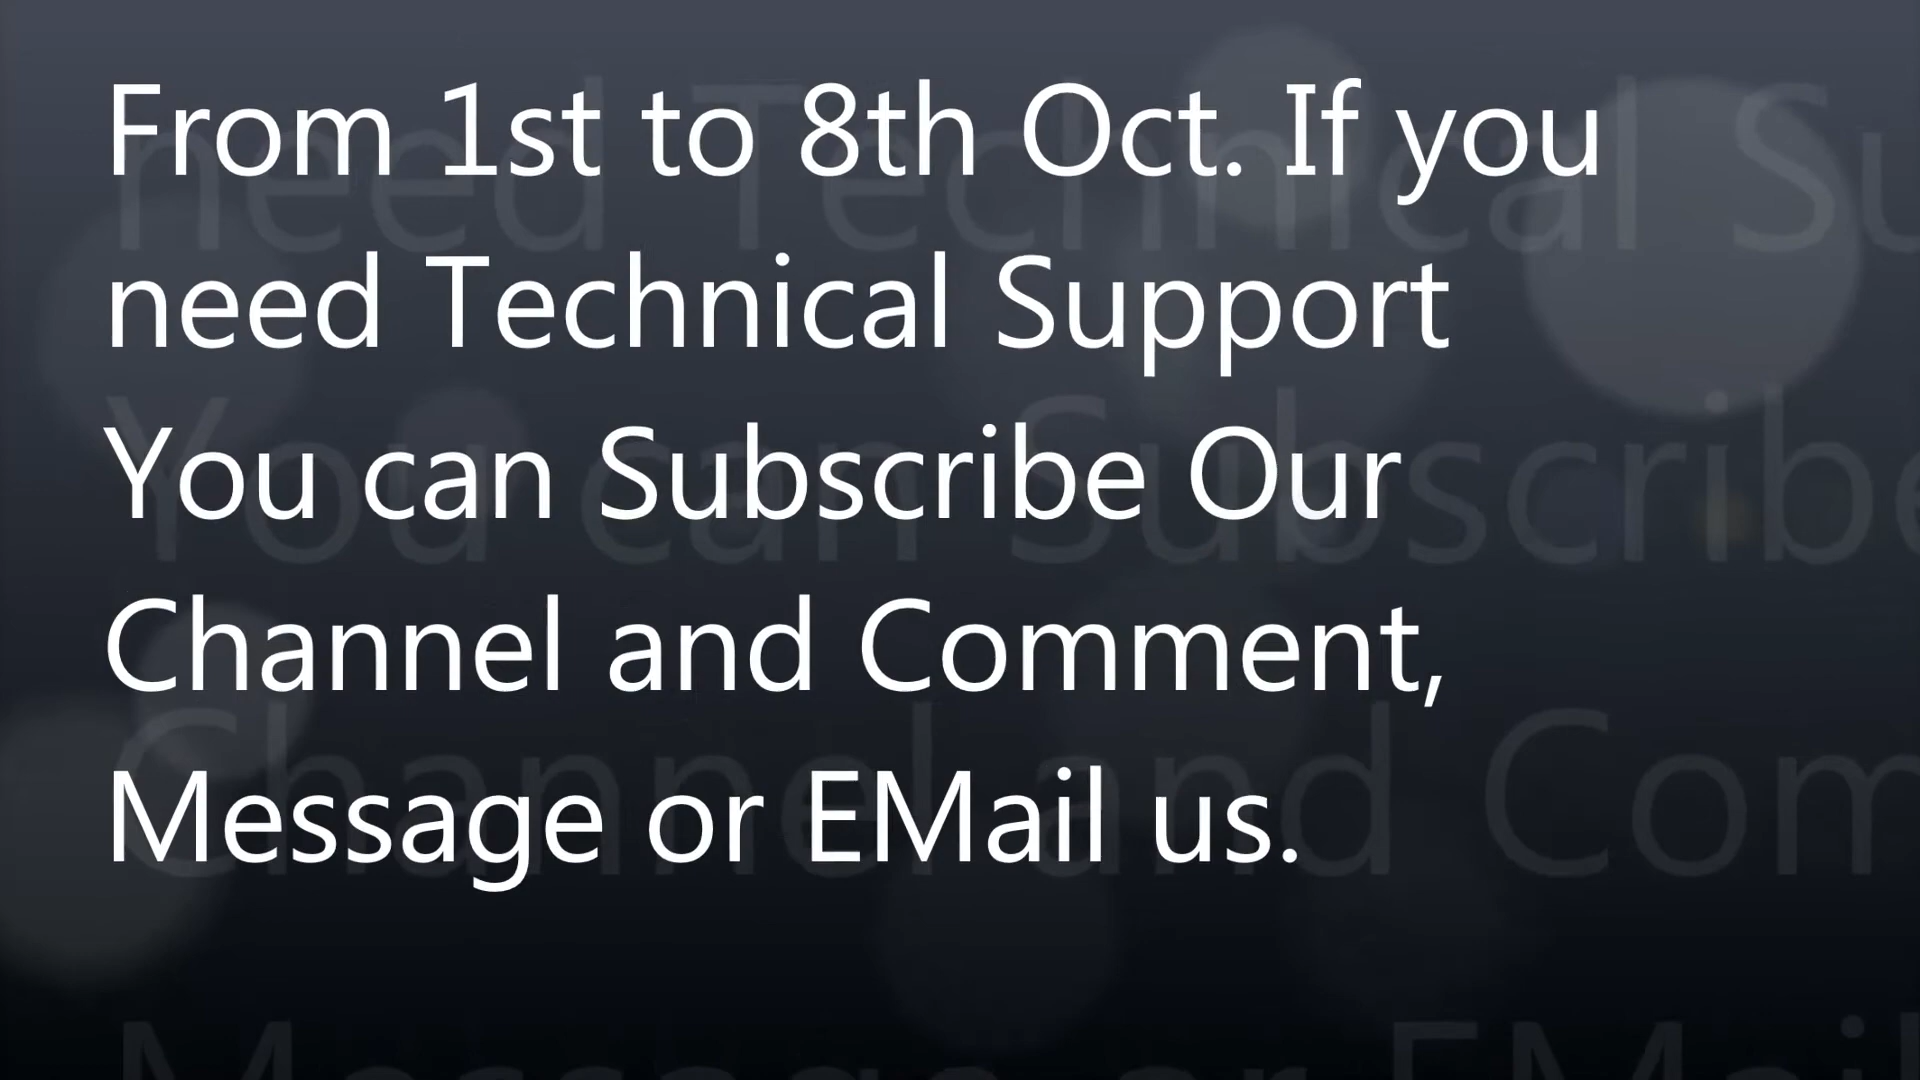 From 1st to 8th Oct. If you
need Technical Support
You can Subscribe Our
Channel and Comment,
Message or EMail us.